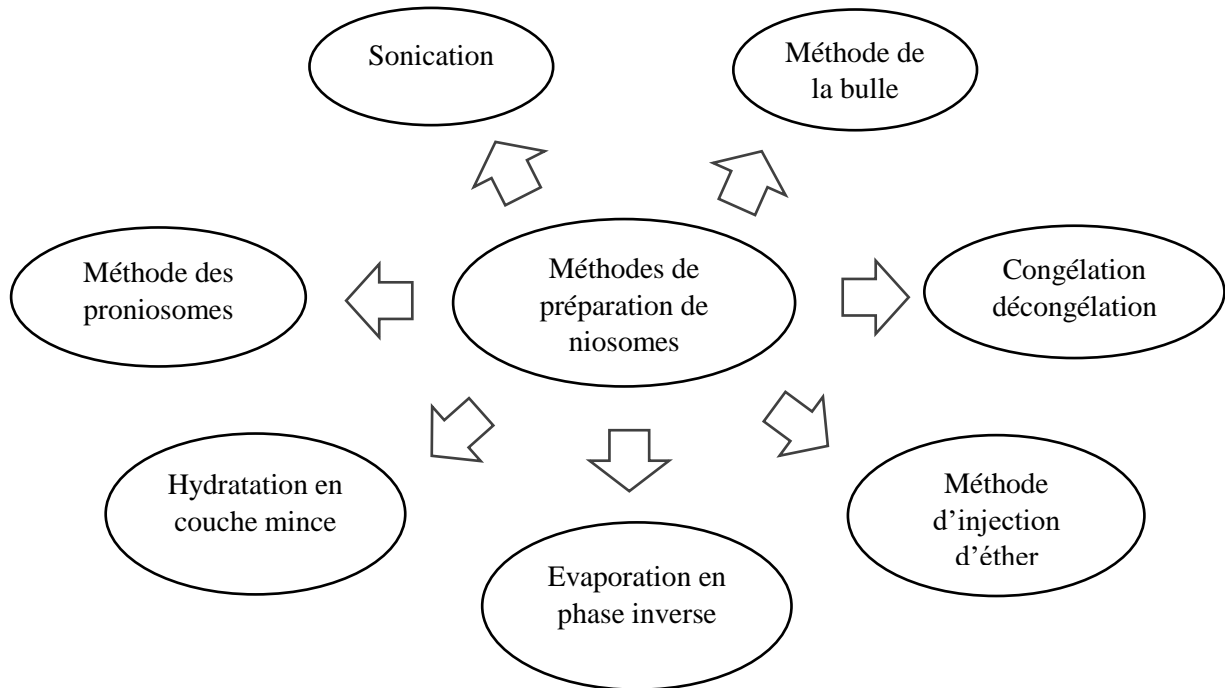 Sonication
Méthode de
la bulle
Méthode des
proniosomes
Méthodes de
préparation de
niosomes
Congélation
décongélation
Hydratation en
couche mince
Méthode
d’injection
d’éther
Evaporation en
phase inverse